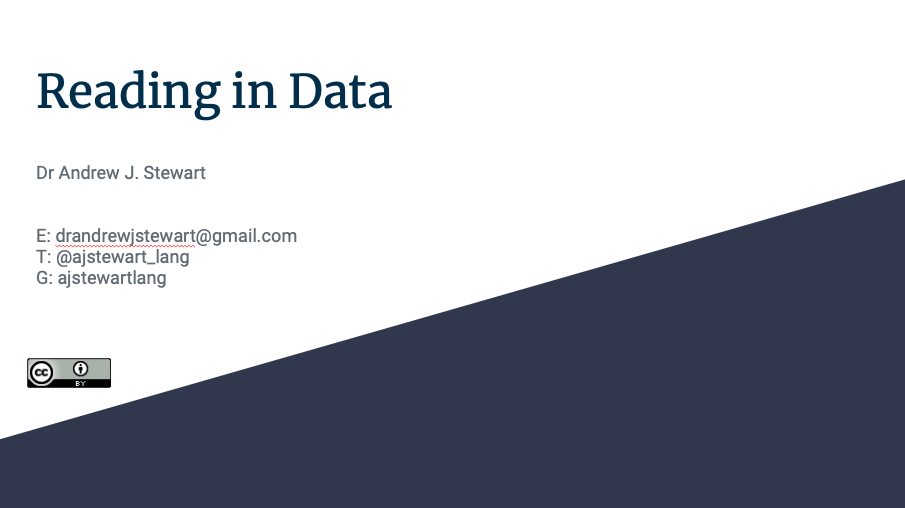 Reading in Data
Dr Andrew J. Stewart
E: drandrewjstewart@gmail.com
T: @ajstewart_lang
G: ajstewartlang
cc
BY